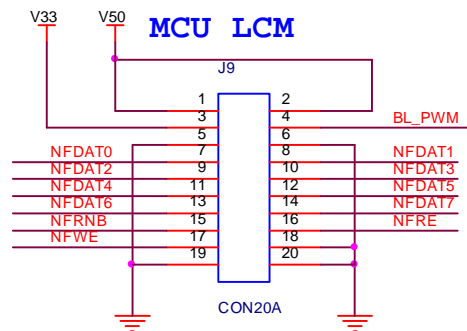 V33 V50 MCU LCM
J9
1 2
3 4 BL_PWM
5 6
NFDAT0 7 8 NFDAT1
NFDAT2 9 10 NFDAT3
NFDAT4 11 12 NFDAT5
NFDAT6 13 14 NFDAT7
NFRNB 15 16 NFRE
NFWE 17 18
19 20
CON20A